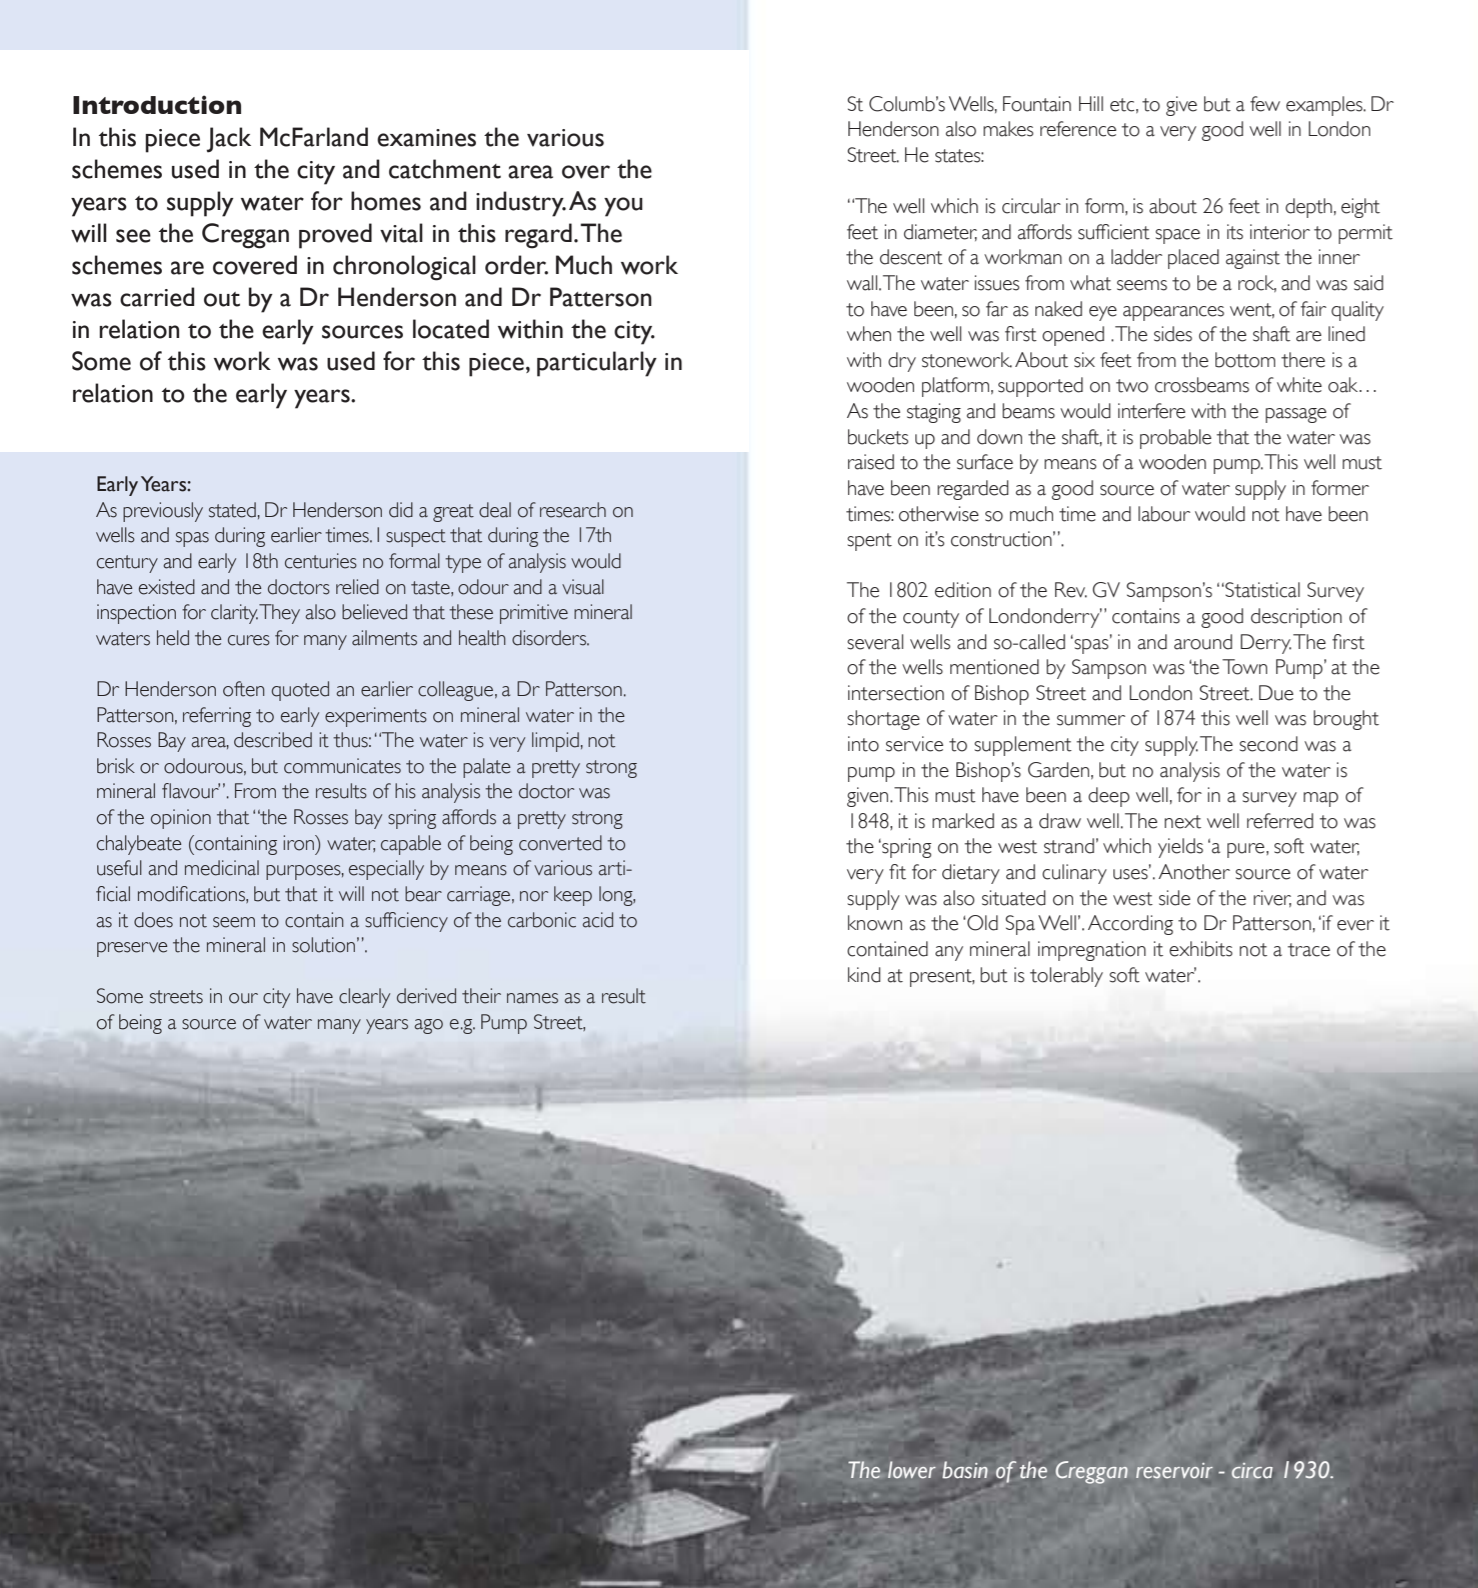 Introduction
In this piece Jack McFarland examines the various
schemes used in the city and catchment area over the
years to supply water for homes and industry. As you
will see the Creggan proved vital in this regard. The
schemes are covered in chronological order. Much work
was carried out by a Dr Henderson and Dr Patterson
in relation to the early sources located within the city.
Some of this work was used for this piece, particularly in
relation to the early years.
Early Years:
As previously stated, Dr Henderson did a great deal of research on
wells and spas during earlier times. I suspect that during the 17th
century and early 18th centuries no formal type of analysis would
have existed and the doctors relied on taste, odour and a visual
inspection for clarity. They also believed that these primitive mineral
waters held the cures for many ailments and health disorders.
Dr Henderson often quoted an earlier colleague, a Dr Patterson.
Patterson, referring to early experiments on mineral water in the
Rosses Bay area, described it thus: “The water is very limpid, not
brisk or odourous, but communicates to the palate a pretty strong
mineral flavour”. From the results of his analysis the doctor was
of the opinion that “the Rosses bay spring affords a pretty strong
chalybeate (containing iron) water, capable of being converted to
useful and medicinal purposes, especially by means of various arti-
ficial modifications, but that it will not bear carriage, nor keep long,
as it does not seem to contain a sufficiency of the carbonic acid to
preserve the mineral in solution”.
Some streets in our city have clearly derived their names as a result
of being a source of water many years ago e.g. Pump Street,
St Columb’s Wells, Fountain Hill etc, to give but a few examples. Dr
Henderson also makes reference to a very good well in London
Street. He states:
“The well which is circular in form, is about 26 feet in depth, eight
feet in diameter, and affords sufficient space in its interior to permit
the descent of a workman on a ladder placed against the inner
wall. The water issues from what seems to be a rock, and was said
to have been, so far as naked eye appearances went, of fair quality
when the well was first opened .The sides of the shaft are lined
with dry stonework. About six feet from the bottom there is a
wooden platform, supported on two crossbeams of white oak…
As the staging and beams would interfere with the passage of
buckets up and down the shaft, it is probable that the water was
raised to the surface by means of a wooden pump. This well must
have been regarded as a good source of water supply in former
times: otherwise so much time and labour would not have been
spent on it’s construction”.
The 1802 edition of the Rev. GV Sampson’s “Statistical Survey
of the county of Londonderry” contains a good description of
several wells and so-called ‘spas’ in and around Derry. The first
of the wells mentioned by Sampson was ‘the Town Pump’ at the
intersection of Bishop Street and London Street. Due to the
shortage of water in the summer of 1874 this well was brought
into service to supplement the city supply. The second was a
pump in the Bishop’s Garden, but no analysis of the water is
given. This must have been a deep well, for in a survey map of
1848, it is marked as a draw well. The next well referred to was
the ‘spring on the west strand’ which yields ‘a pure, soft water,
very fit for dietary and culinary uses’. Another source of water
supply was also situated on the west side of the river, and was
known as the ‘Old Spa Well’. According to Dr Patterson, ‘if ever it
contained any mineral impregnation it exhibits not a trace of the
kind at present, but is tolerably soft water’.
The lower basin of the Creggan reservoir - circa 1930.